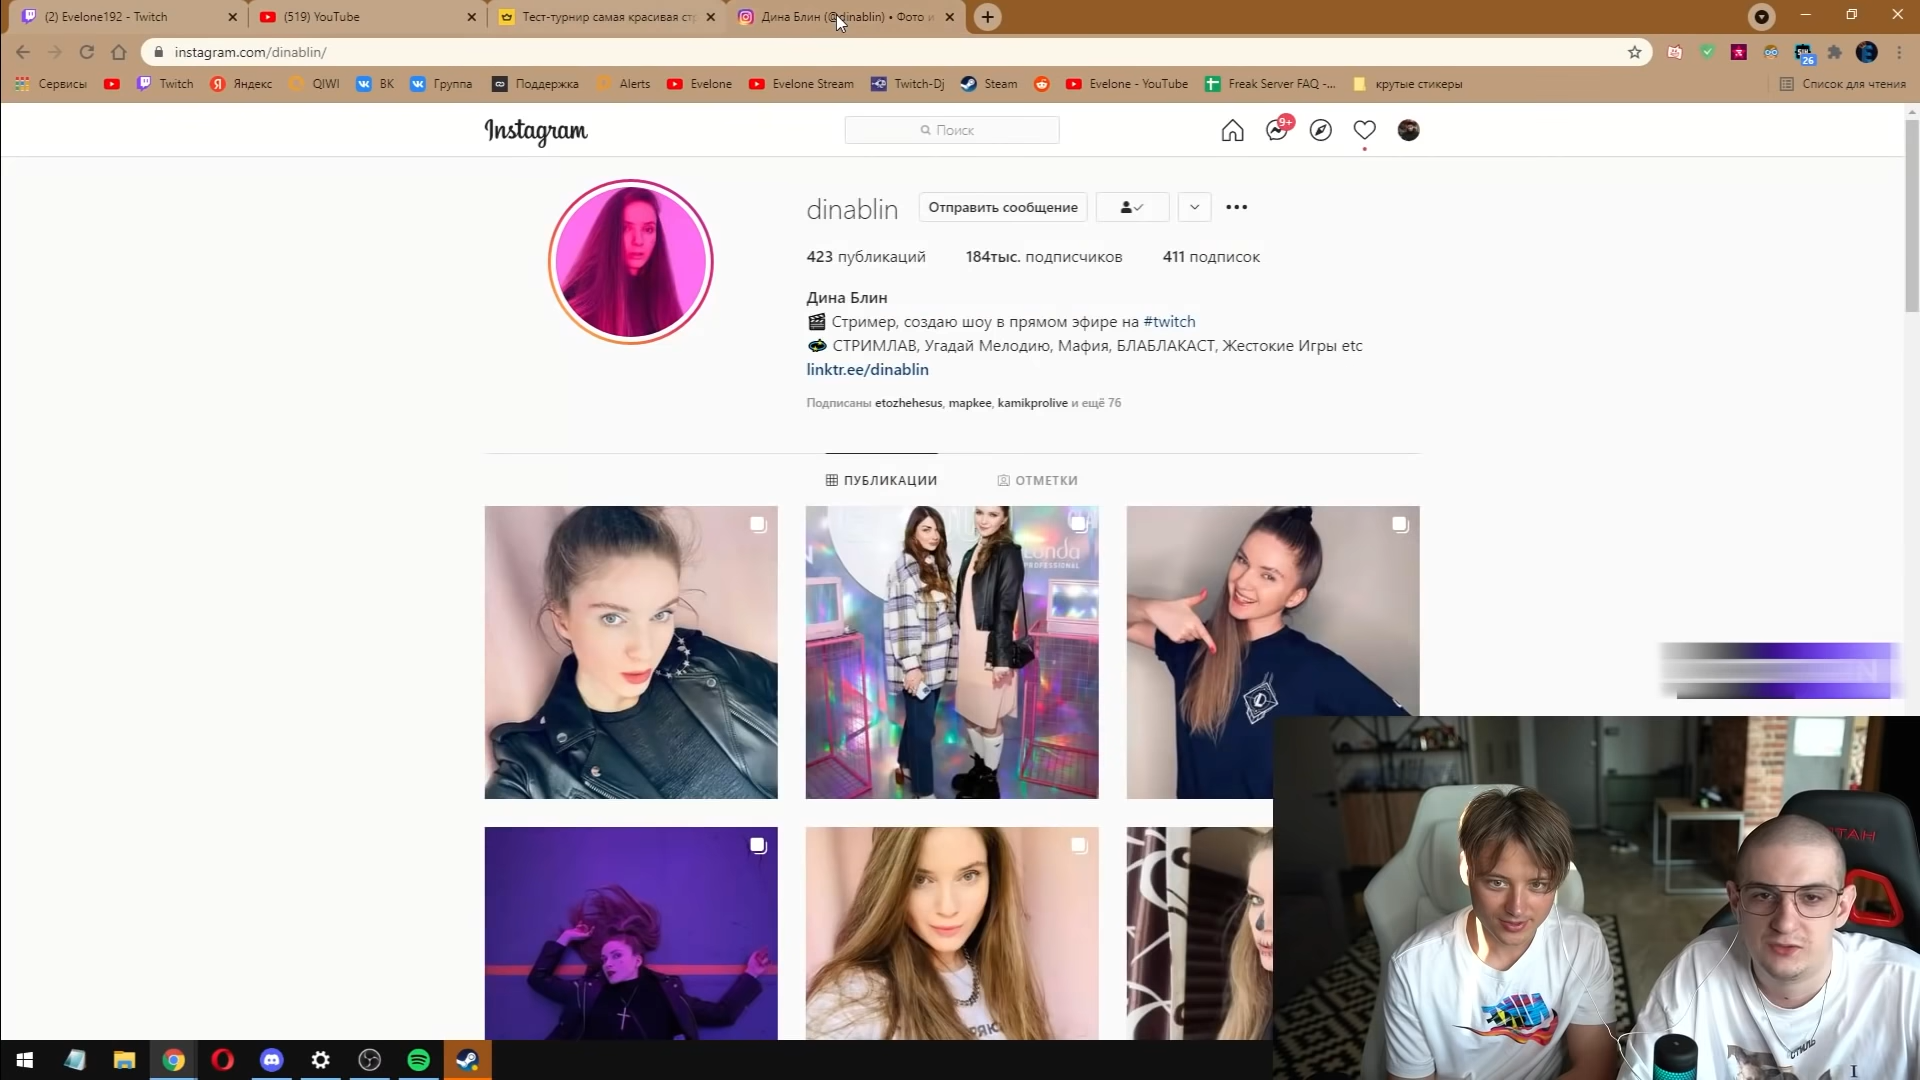 (2) Evelone192 - Twitch
(519) YouTube
Тест-турнир самая красивая ст
Дина Блин (@dinablin) • Фото и
instagram.com/dinablin/
26
Сервисы
Twitch
Яндекс
QIWI
ВК
Группа
Поддержка
Alerts
Evelone
Evelone Stream
Twitch-Dj
Steam
Evelone - YouTube
Freak Server FAQ -...
крутые стикеры
Список для чтения
Instagram
Поиск
9+
dinablin
Отправить сообщение
423 публикаций
184тыс. подписчиков
411 подписок
Дина Блин
Стример, создаю шоу в прямом эфире на #twitch
СТРИМЛАВ, Угадай Мелодию, Мафия, БЛАБЛАКАСТ, Жестокие Игры etc
linktr.ee/dinablin
Подписаны etozhehesus, mapkee, kamikprolive и ещё 76
ПУБЛИКАЦИИ
ОТМЕТКИ
Londa
PROFESSIONAL
СТИЛЬ